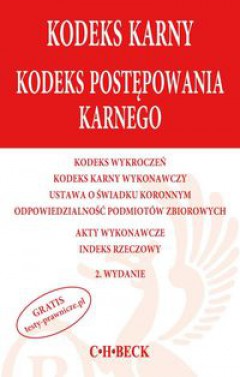 KODEKS KARNY
KODEKS POSTĘPOWANIA
KARNEGO
KODEKS WYKROCZEŃ
KODEKS KARNY WYKONAWCZY
USTAWA O ŚWIADKU KORONNYM
ODPOWIEDZIALNOŚĆ PODMIOTÓW ZBIOROWYCH
AKTY WYKONAWCZE
INDEKS RZECZOWY
2. WYDANIE
GRATIS
testy-prawnicze.pl
C·H·BECK